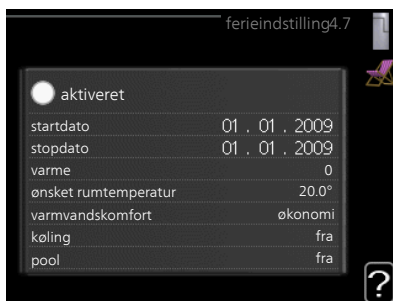 ferieindstilling4.7
aktiveret
startdato 01 . 01 . 2009
stopdato 01 . 01 . 2009
varme 0
ønsket rumtemperatur 20.0°
varmvandskomfort økonomi
køling fra
pool fra
?